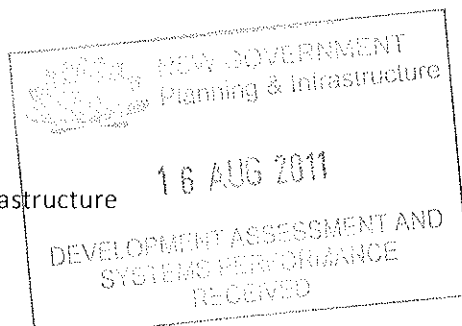 NSW GOVERNMENT
Planning & Infrastructure
16 AUG 2011
astructure
DEVELOPMENT ASSESSMENT AND
SYSTEMS PERFORMANCE
RECEIVED